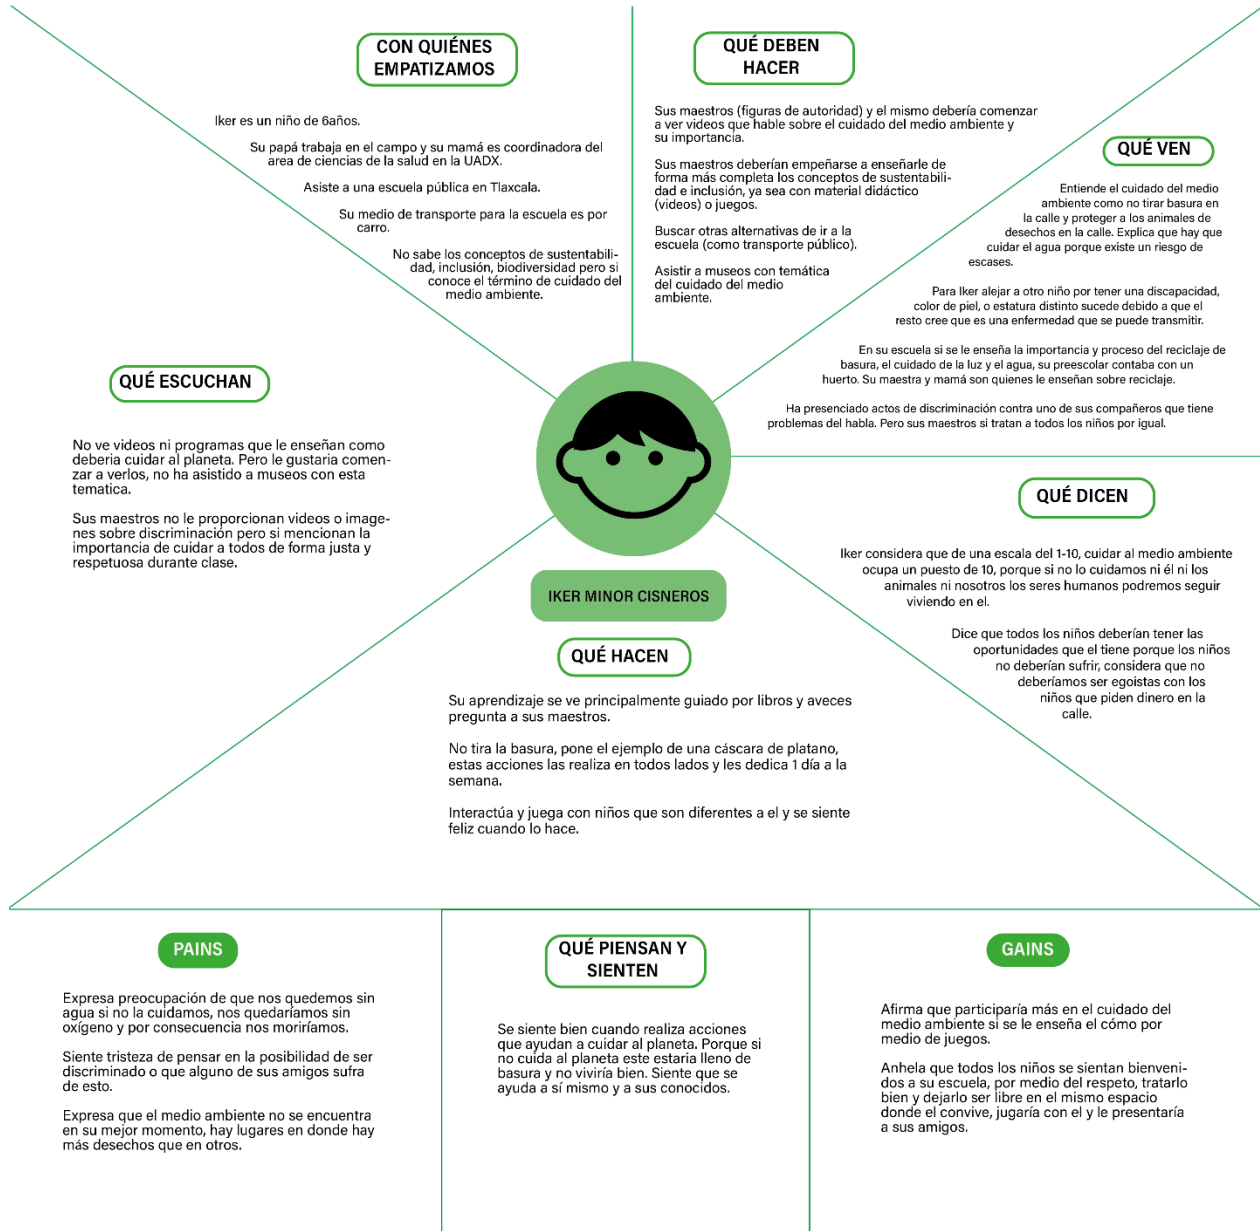 CON QUIÉNES
EMPATIZAMOS
Iker es un niño de 6años.
Su papá trabaja en el campo y su mamá es coordinadora del
area de ciencias de la salud en la UADX.
Asiste a una escuela pública en Tlaxcala.
Su medio de transporte para la escuela es por
carro.
No sabe los conceptos de sustentabili-
dad, inclusión, biodiversidad pero si
conoce el término de cuidado del
medio ambiente.
QUÉ DEBEN
HACER
Sus maestros (figuras de autoridad) y el mismo debería comenzar
a ver videos que hable sobre el cuidado del medio ambiente y
su importancia.
Sus maestros deberían empeñarse a enseñarle de
forma más completa los conceptos de sustentabili-
dad e inclusión, ya sea con material didáctico
(videos) o juegos.
Buscar otras alternativas de ir a la
escuela (como transporte público).
Asistir a museos con temática
del cuidado del medio
ambiente.
QUÉ VEN
Entiende el cuidado del medio
ambiente como no tirar basura en
la calle y proteger a los animales de
desechos en la calle. Explica que hay que
cuidar el agua porque existe un riesgo de
escases.
Para Iker alejar a otro niño por tener una discapacidad,
color de piel, o estatura distinto sucede debido a que el
resto cree que es una enfermedad que se puede transmitir.
En su escuela si se le enseña la importancia y proceso del reciclaje de
basura, el cuidado de la luz y el agua, su preescolar contaba con un
huerto. Su maestra y mamá son quienes le enseñan sobre reciclaje.
Ha presenciado actos de discriminación contra uno de sus compañeros que tiene
problemas del habla. Pero sus maestros si tratan a todos los niños por igual.
QUÉ ESCUCHAN
No ve videos ni programas que le enseñan como
deberia cuidar al planeta. Pero le gustaria comen-
zar a verlos, no ha asistido a museos con esta
tematica.
Sus maestros no le proporcionan videos o image-
nes sobre discriminación pero si mencionan la
importancia de cuidar a todos de forma justa y
respetuosa durante clase.
QUÉ DICEN
Iker considera que de una escala del 1-10, cuidar al medio ambiente
ocupa un puesto de 10, porque si no lo cuidamos ni él ni los
animales ni nosotros los seres humanos podremos seguir
viviendo en el.
Dice que todos los niños deberían tener las
oportunidades que el tiene porque los niños
no deberían sufrir, considera que no
deberíamos ser egoistas con los
niños que piden dinero en la
calle.
IKER MINOR CISNEROS
QUÉ HACEN
Su aprendizaje se ve principalmente guiado por libros y aveces
pregunta a sus maestros.
No tira la basura, pone el ejemplo de una cáscara de platano,
estas acciones las realiza en todos lados y les dedica 1 día a la
semana.
Interactúa y juega con niños que son diferentes a el y se siente
feliz cuando lo hace.
PAINS
Expresa preocupación de que nos quedemos sin
agua si no la cuidamos, nos quedaríamos sin
oxígeno y por consecuencia nos moriríamos.
Siente tristeza de pensar en la posibilidad de ser
discriminado o que alguno de sus amigos sufra
de esto.
Expresa que el medio ambiente no se encuentra
en su mejor momento, hay lugares en donde hay
más desechos que en otros.
QUÉ PIENSAN Y
SIENTEN
Se siente bien cuando realiza acciones
que ayudan a cuidar al planeta. Porque si
no cuida al planeta este estaria lleno de
basura y no viviría bien. Siente que se
ayuda a sí mismo y a sus conocidos.
GAINS
Afirma que participaría más en el cuidado del
medio ambiente si se le enseña el cómo por
medio de juegos.
Anhela que todos los niños se sientan bienveni-
dos a su escuela, por medio del respeto, tratarlo
bien y dejarlo ser libre en el mismo espacio
donde el convive, jugaría con el y le presentaría
a sus amigos.